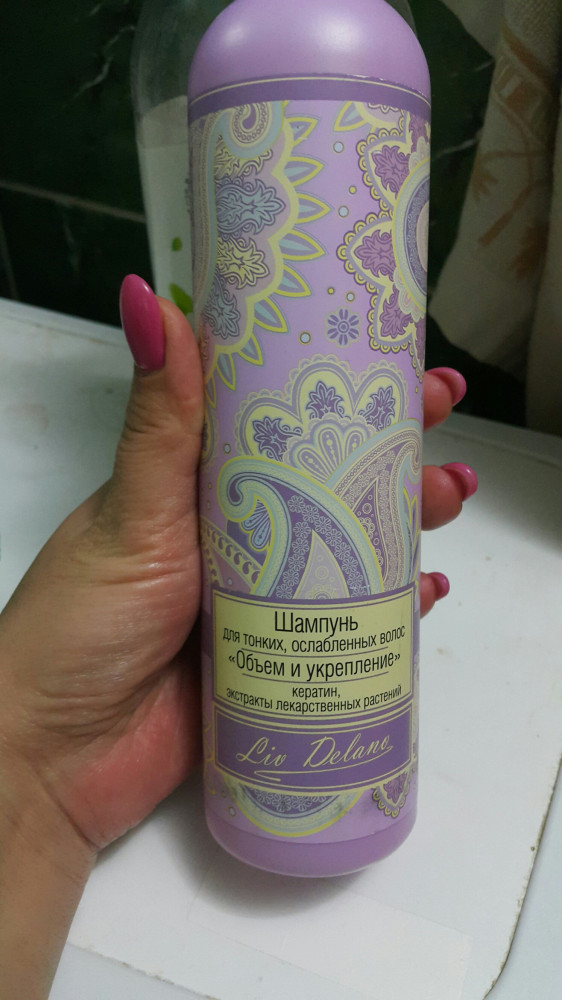 Шампунь
для тонких, ослабленных волос
«Объем и укрепление»
кератин,
экстракты лекарственных растений
Liv Delano